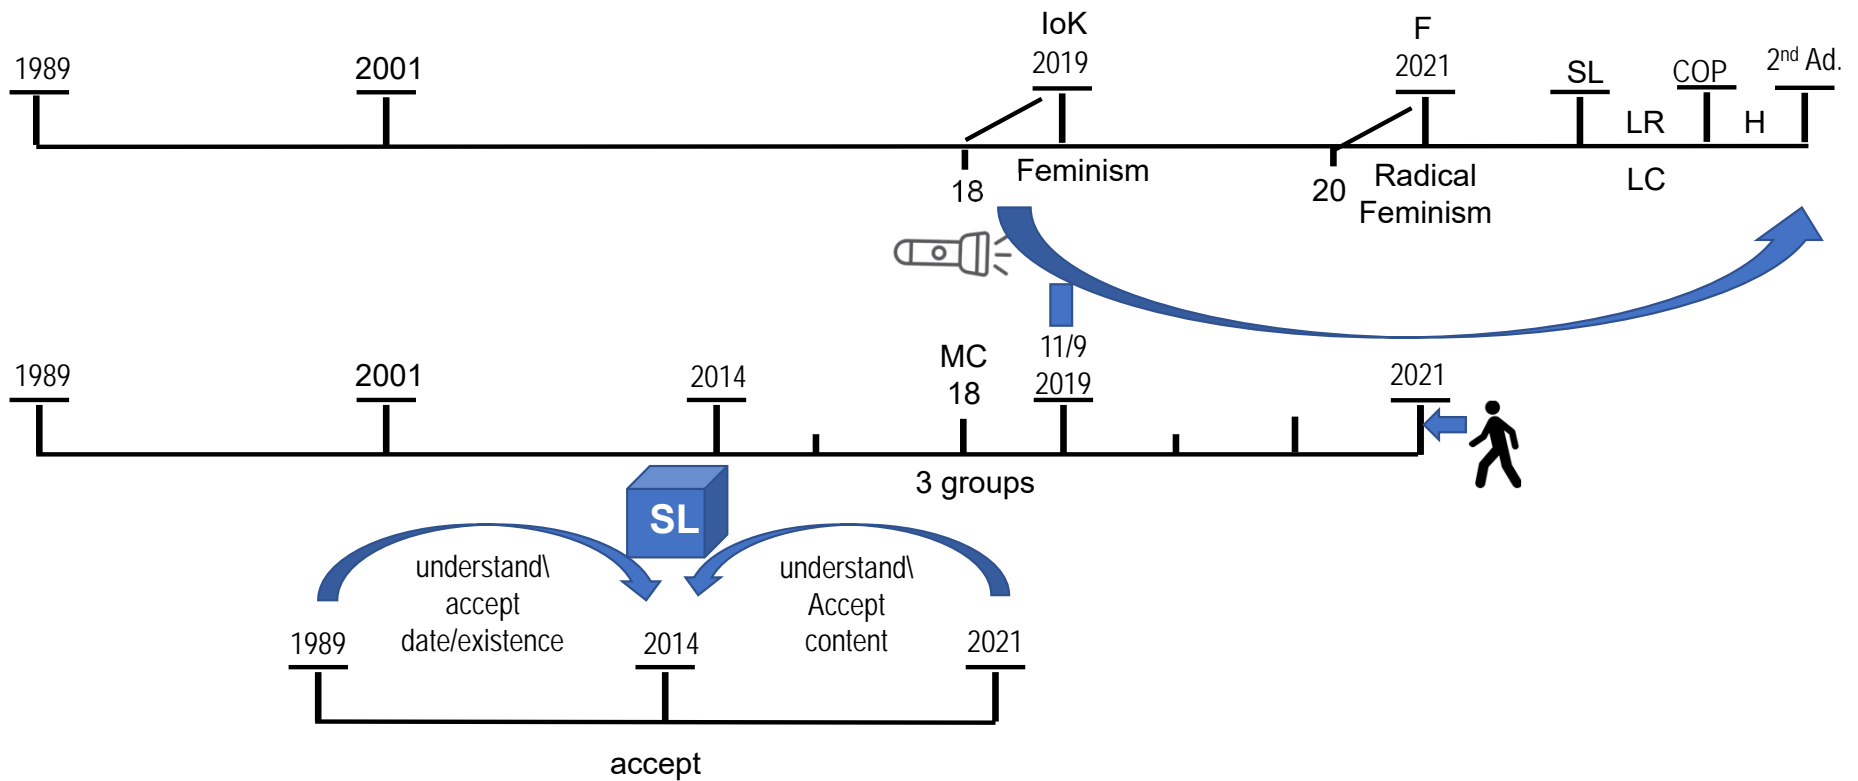 IoK
F
1989
2001
2019
2021
SL
COP
2nd Ad.
LR
H
18
Feminism
20
Radical
Feminism
LC
11/9
MC
1989
2001
2014
18
2019
2021
3 groups
SL
understand\
accept
date/existence
understand\
Accept
content
1989
2014
2021
accept